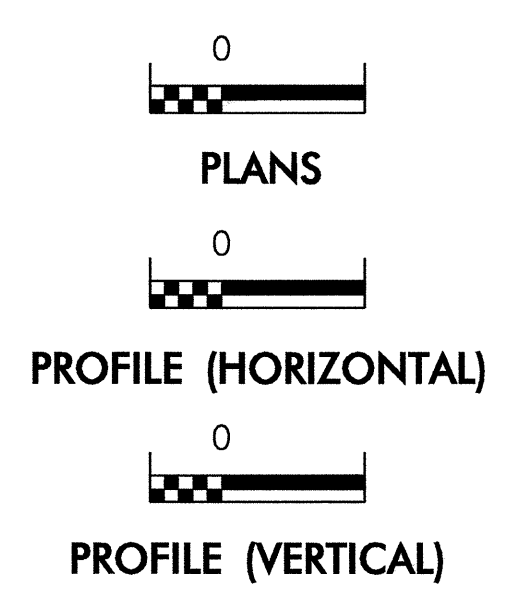 0
PLANS
0
PROFILE (HORIZONTAL)
0
PROFILE (VERTICAL)